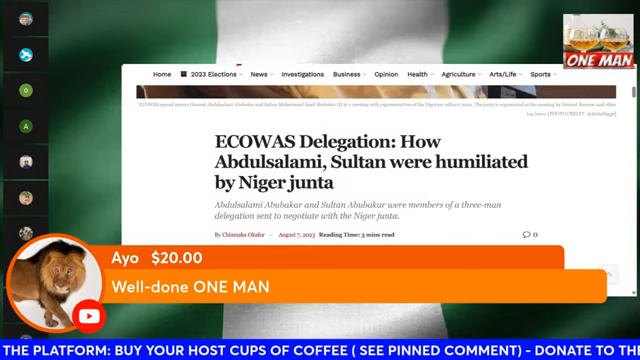 ONE MAN
Home 2023 Elections News Investigations Business Opinion Health Agriculture Arts/Life Sports
ECOWAS Delegation: How
Abdulsalami, Sultan were humiliated
by Niger junta
Abdulsalami Abubakar and Sultan Abubakar were members of a three-man
delegation sent to negotiate with the Niger junta.
By Chiamaka Okafor — August 7, 2023 Reading Time: 3 mins read 0
Ayo $20.00
Well-done ONE MAN
THE PLATFORM: BUY YOUR HOST CUPS OF COFFEE ( SEE PINNED COMMENT) - DONATE TO TH